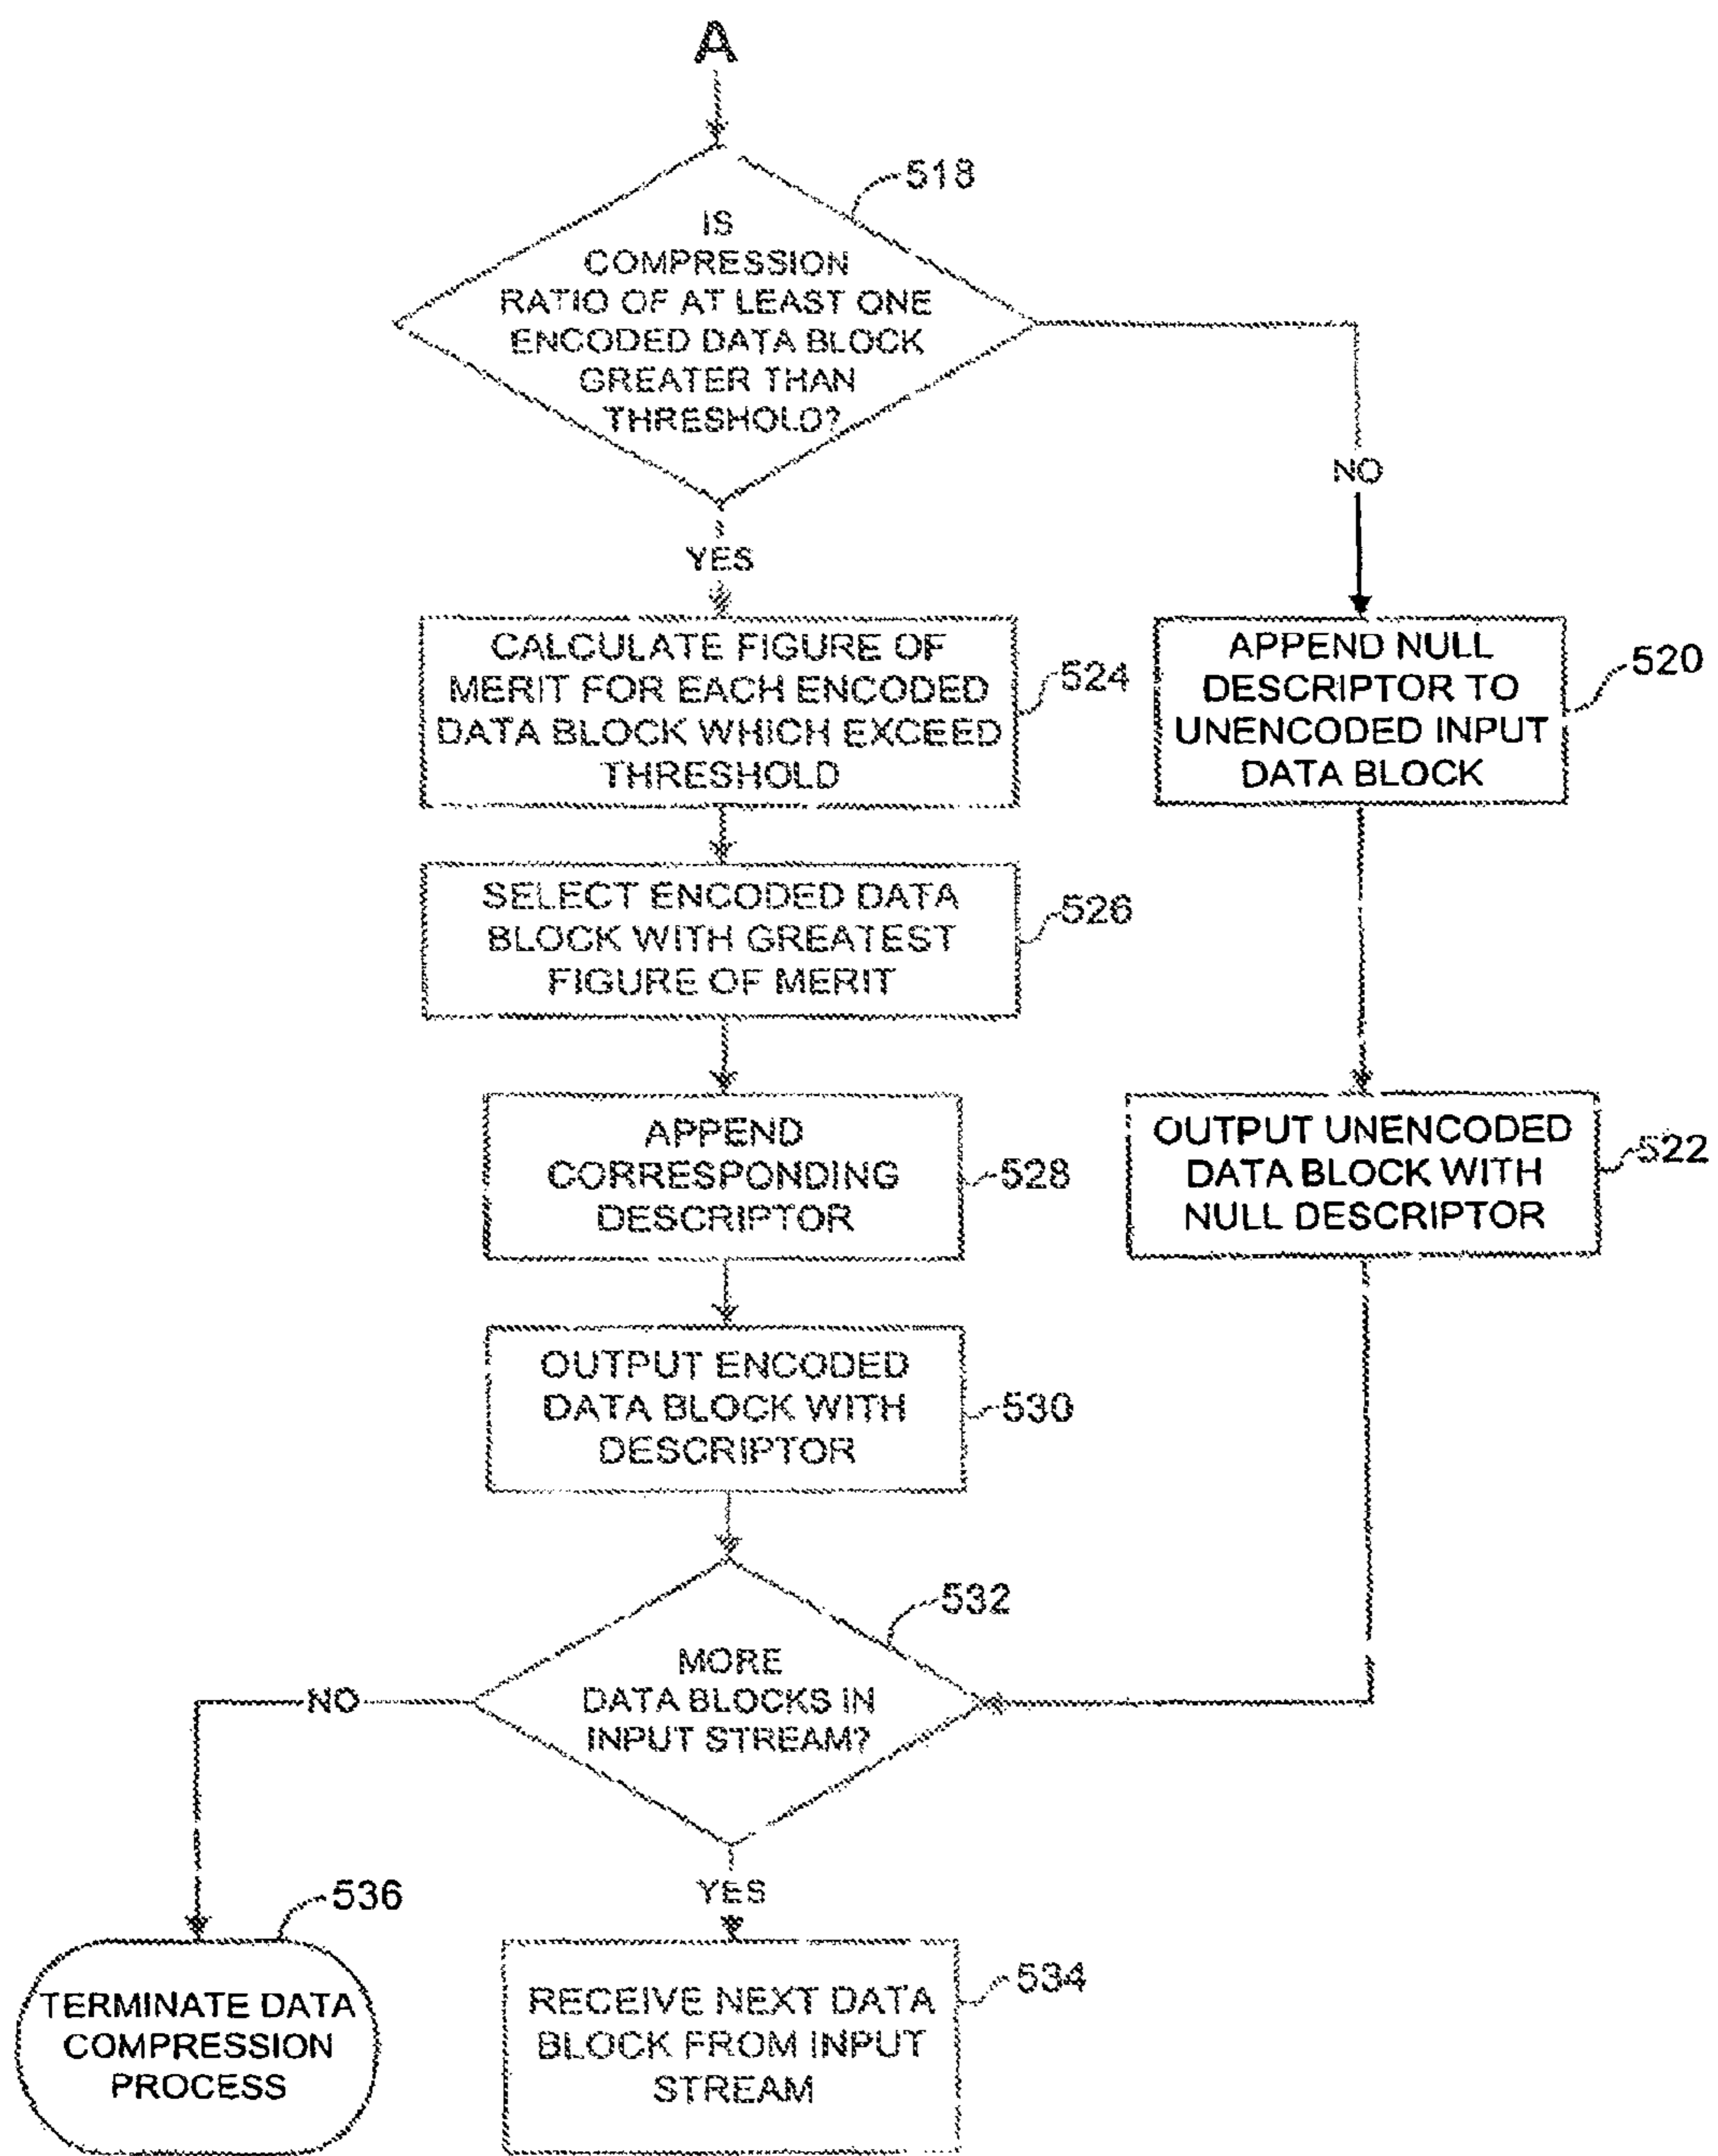 A
518
IS
COMPRESSION
RATIO OF AT LEAST ONE
ENCODED DATA BLOCK
GREATER THAN
THRESHOLD?
NO
YES
CALCULATE FIGURE OF
MERIT FOR EACH ENCODED
DATA BLOCK WHICH EXCEED
THRESHOLD
524
APPEND NULL
DESCRIPTOR TO
UNENCODED INPUT
DATA BLOCK
520
SELECT ENCODED DATA
BLOCK WITH GREATEST
FIGURE OF MERIT
526
APPEND
CORRESPONDING
DESCRIPTOR
528
OUTPUT UNENCODED
DATA BLOCK WITH
NULL DESCRIPTOR
522
OUTPUT ENCODED
DATA BLOCK WITH
DESCRIPTOR
530
532
MORE
DATA BLOCKS IN
INPUT STREAM?
NO
YES
536
TERMINATE DATA
COMPRESSION
PROCESS
RECEIVE NEXT DATA
BLOCK FROM INPUT
STREAM
534